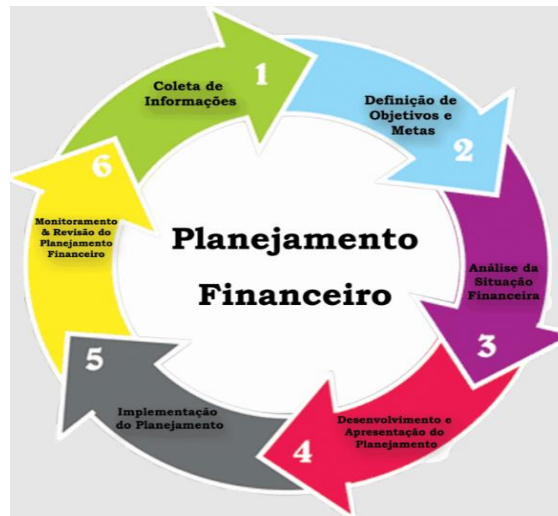 1
Coleta de
Informações
Definição de
Objetivos e
Metas
2
Análise da
Situação
Financeira
3
Desenvolvimento e
Apresentação do
Planejamento
4
Implementação
do Planejamento
5
Monitoramento
& Revisão do
Planejamento
Financeiro
6
Planejamento
Financeiro